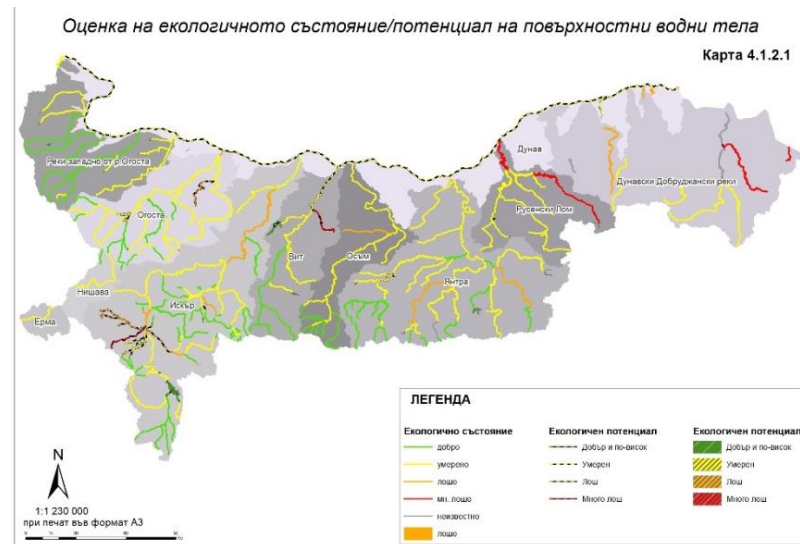 Оценка на екологичното състояние/потенциал на повърхностни водни тела
Карта 4.1.2.1
Реки западно от р.Огоста
Огоста
Нишава
Ерма
Искър
Вит
Осъм
Янтра
Дунав
Русенски Лом
Дунавски Добруджански реки
N
1:1 230 000
при печат във формат А3
ЛЕГЕНДА
Екологично състояние
добро
умерено
лошо
мн. лошо
неизвестно
лошо
Екологичен потенциал
Добър и по-висок
Умерен
Лош
Много лош
Екологичен потенциал
Добър и по-висок
Умерен
Лош
Много лош